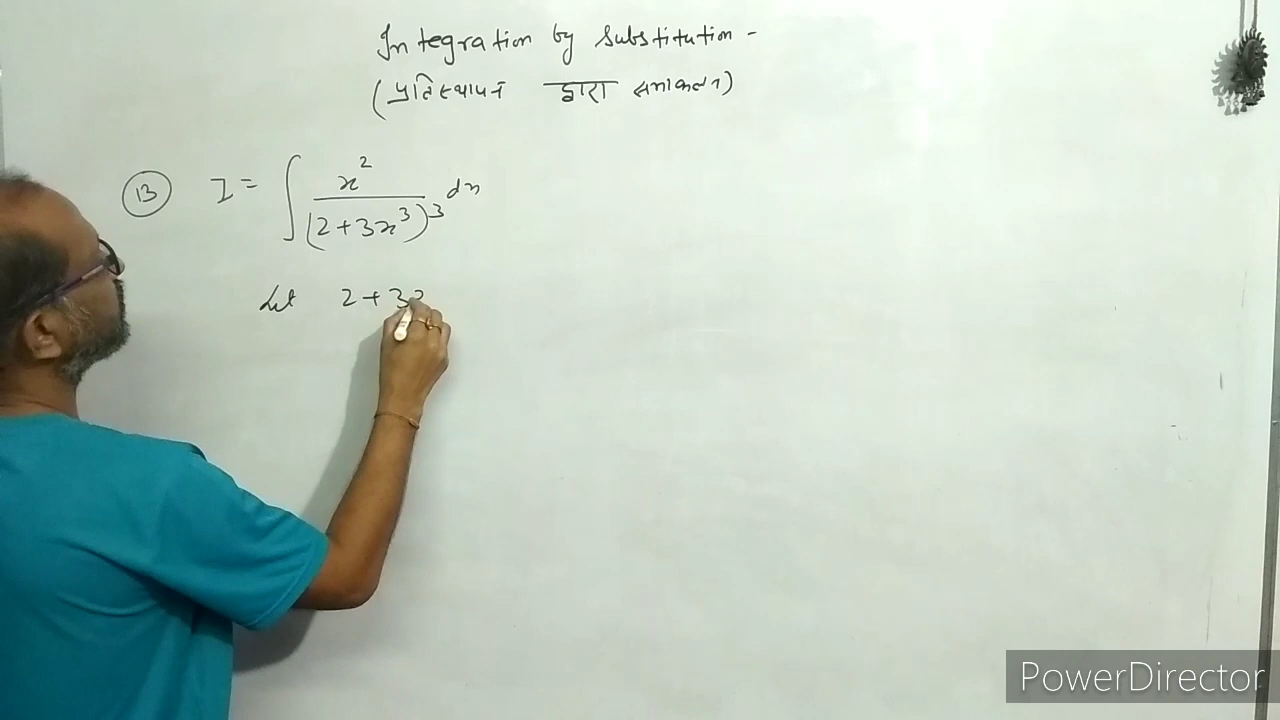 Integration by Substitution -
(प्रतिस्थापन द्वारा समाकलन)
13 I = ∫ x² / (2+3x³)³ dx
Let 2+3
PowerDirector